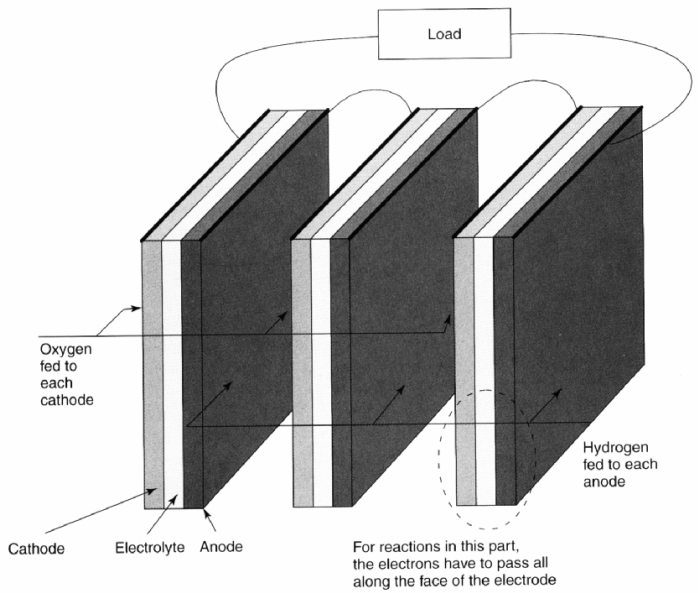 Load
Oxygen
fed to
each
cathode
Hydrogen
fed to each
anode
Cathode
Electrolyte
Anode
For reactions in this part,
the electrons have to pass all
along the face of the electrode